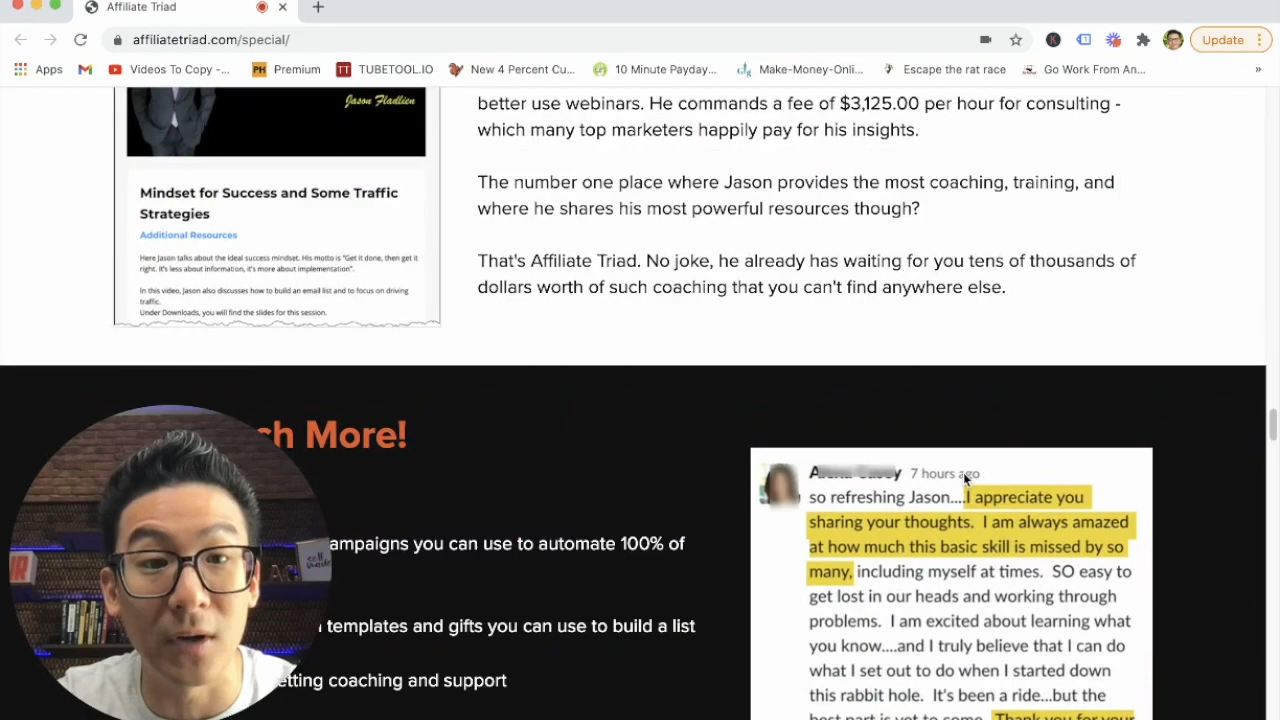 Affiliate Triad
affiliatetriad.com/special/
Update
Apps
Videos To Copy -...
PH Premium
TT TUBETOOL.IO
New 4 Percent Cu...
10 Minute Payday...
Make-Money-Onli...
Escape the rat race
Go Work From An...
»
Jason Fladlien
Mindset for Success and Some Traffic
Strategies
Additional Resources
Here Jason talks about the ideal success mindset. His motto is "Get it done, then get it
right. It's less about information, it's more about implementation".
In this video, Jason also discusses how to build an email list and to focus on driving
traffic.
Under Downloads, you will find the slides for this session.
better use webinars. He commands a fee of $3,125.00 per hour for consulting -
which many top marketers happily pay for his insights.
The number one place where Jason provides the most coaching, training, and
where he shares his most powerful resources though?
That's Affiliate Triad. No joke, he already has waiting for you tens of thousands of
dollars worth of such coaching that you can't find anywhere else.
ch More!
ampaigns you can use to automate 100% of
templates and gifts you can use to build a list
etting coaching and support
7 hours ago
so refreshing Jason....I appreciate you
sharing your thoughts. I am always amazed
at how much this basic skill is missed by so
many, including myself at times. SO easy to
get lost in our heads and working through
problems. I am excited about learning what
you know....and I truly believe that I can do
what I set out to do when I started down
this rabbit hole. It's been a ride...but the
best part is yet to come. Thank you for your